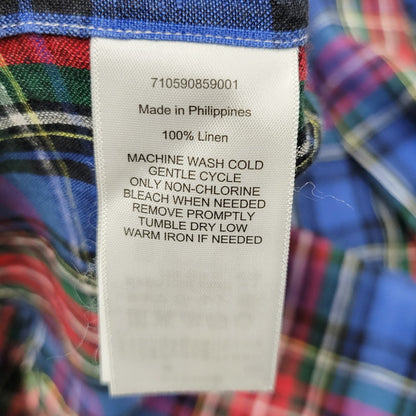 710590859001
Made in Philippines
100% Linen
MACHINE WASH COLD
GENTLE CYCLE
ONLY NON-CHLORINE
BLEACH WHEN NEEDED
REMOVE PROMPTLY
TUMBLE DRY LOW
WARM IRON IF NEEDED